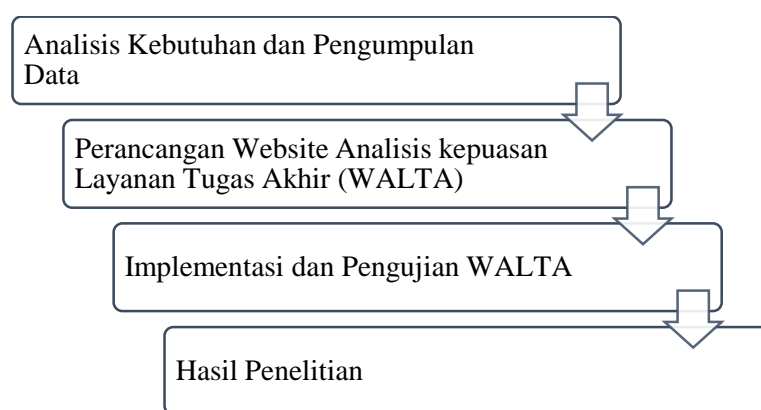 Analisis Kebutuhan dan Pengumpulan
Data
Perancangan Website Analisis kepuasan
Layanan Tugas Akhir (WALTA)
Implementasi dan Pengujian WALTA
Hasil Penelitian